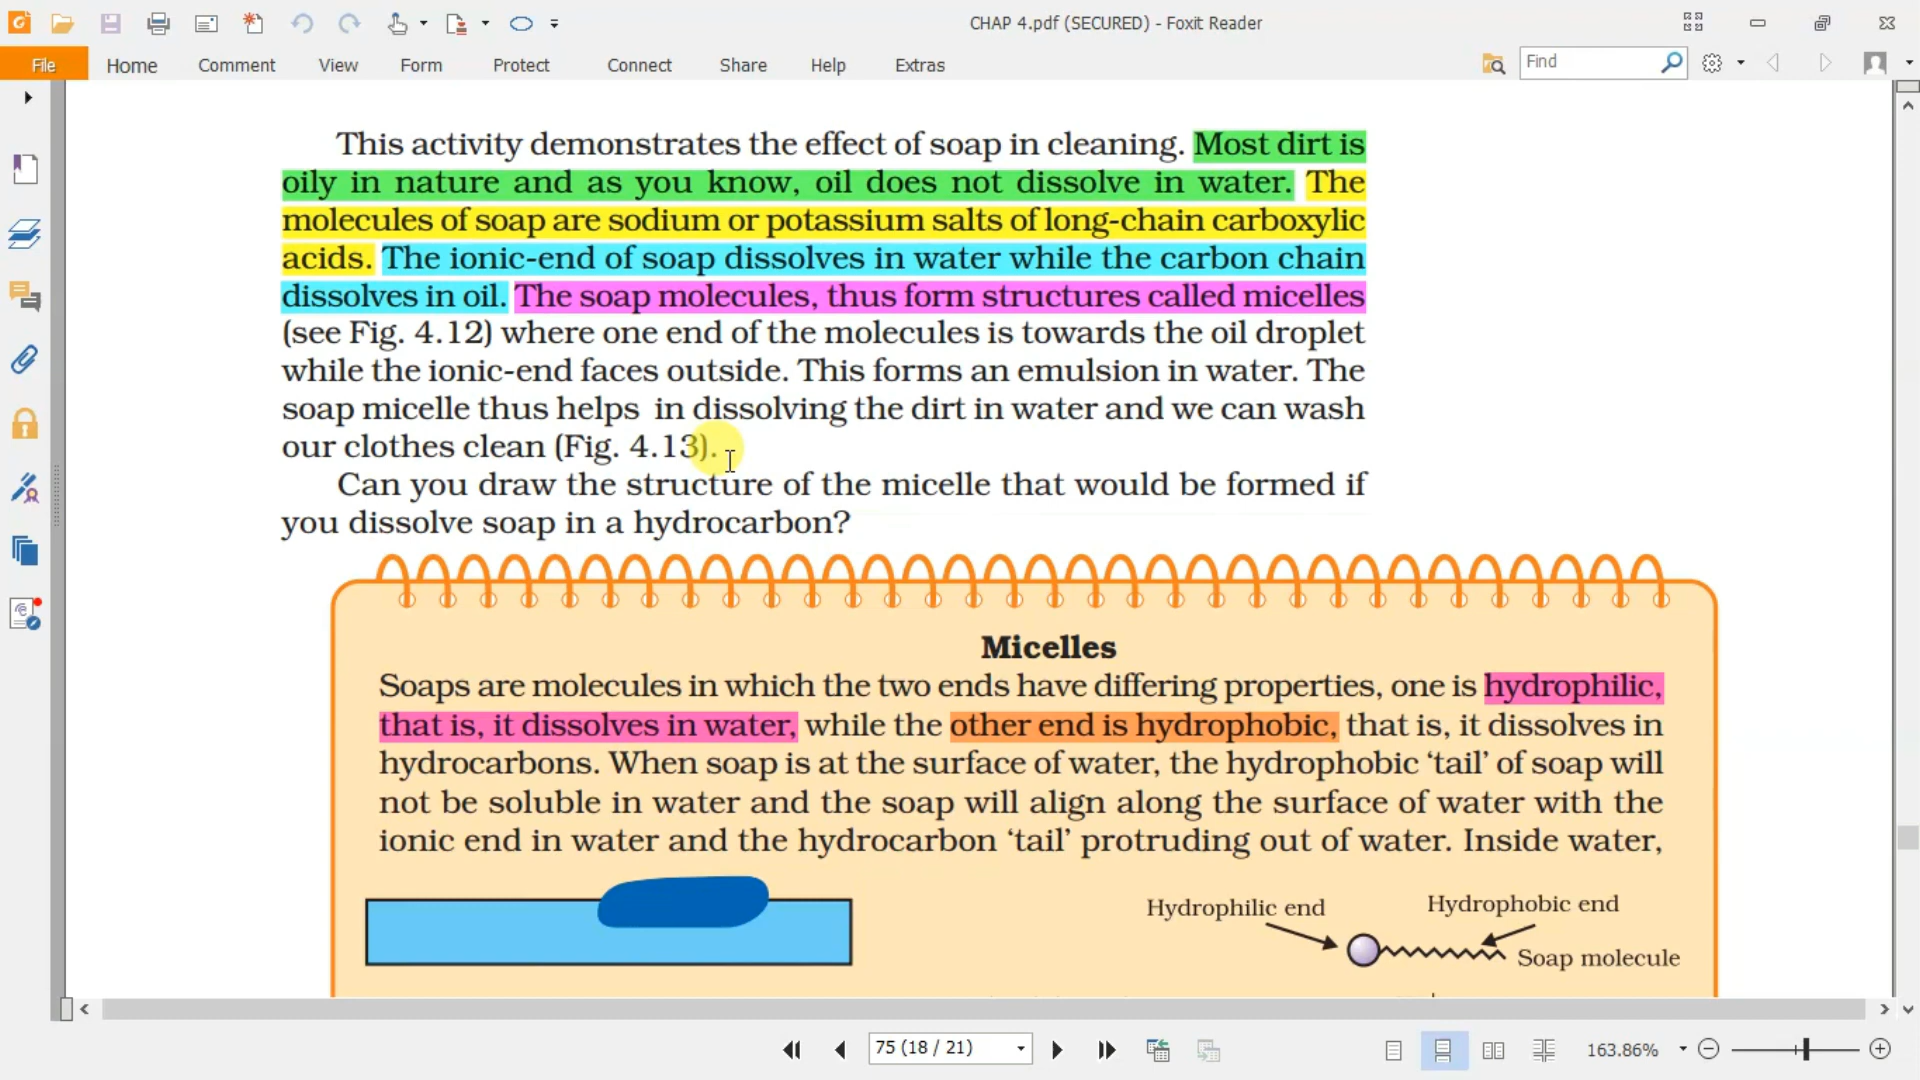 CHAP 4.pdf (SECURED) - Foxit Reader
File Home Comment View Form Protect Connect Share Help Extras Find
This activity demonstrates the effect of soap in cleaning. Most dirt is
oily in nature and as you know, oil does not dissolve in water. The
molecules of soap are sodium or potassium salts of long-chain carboxylic
acids. The ionic-end of soap dissolves in water while the carbon chain
dissolves in oil. The soap molecules, thus form structures called micelles
(see Fig. 4.12) where one end of the molecules is towards the oil droplet
while the ionic-end faces outside. This forms an emulsion in water. The
soap micelle thus helps in dissolving the dirt in water and we can wash
our clothes clean (Fig. 4.13).
Can you draw the structure of the micelle that would be formed if
you dissolve soap in a hydrocarbon?
Micelles
Soaps are molecules in which the two ends have differing properties, one is hydrophilic,
that is, it dissolves in water, while the other end is hydrophobic, that is, it dissolves in
hydrocarbons. When soap is at the surface of water, the hydrophobic ‘tail’ of soap will
not be soluble in water and the soap will align along the surface of water with the
ionic end in water and the hydrocarbon ‘tail’ protruding out of water. Inside water,
Hydrophilic end
Hydrophobic end
Soap molecule
75 (18 / 21)
163.86%